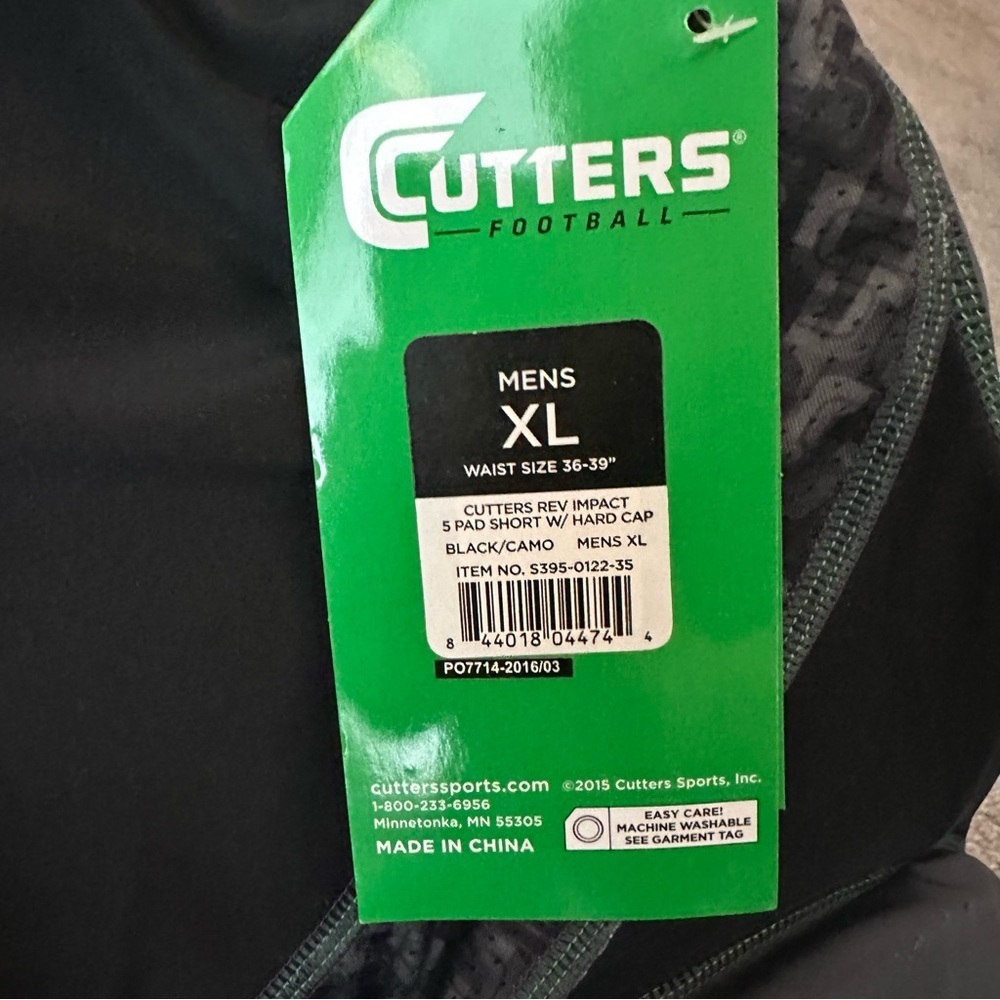 CUTTERS®
FOOTBALL
MENS
XL
WAIST SIZE 36-39”
CUTTERS REV IMPACT
5 PAD SHORT W/ HARD CAP
BLACK/CAMO MENS XL
ITEM NO. S395-0122-35
8 44018 04474 4
PO7714-2016/03
cutterssports.com ©2015 Cutters Sports, Inc.
1-800-233-6956
Minnetonka, MN 55305
MADE IN CHINA
EASY CARE!
MACHINE WASHABLE
SEE GARMENT TAG